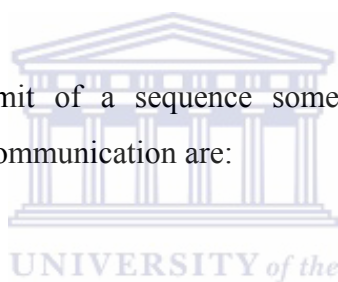 mit of a sequence some
ommunication are:
UNIVERSITY of the